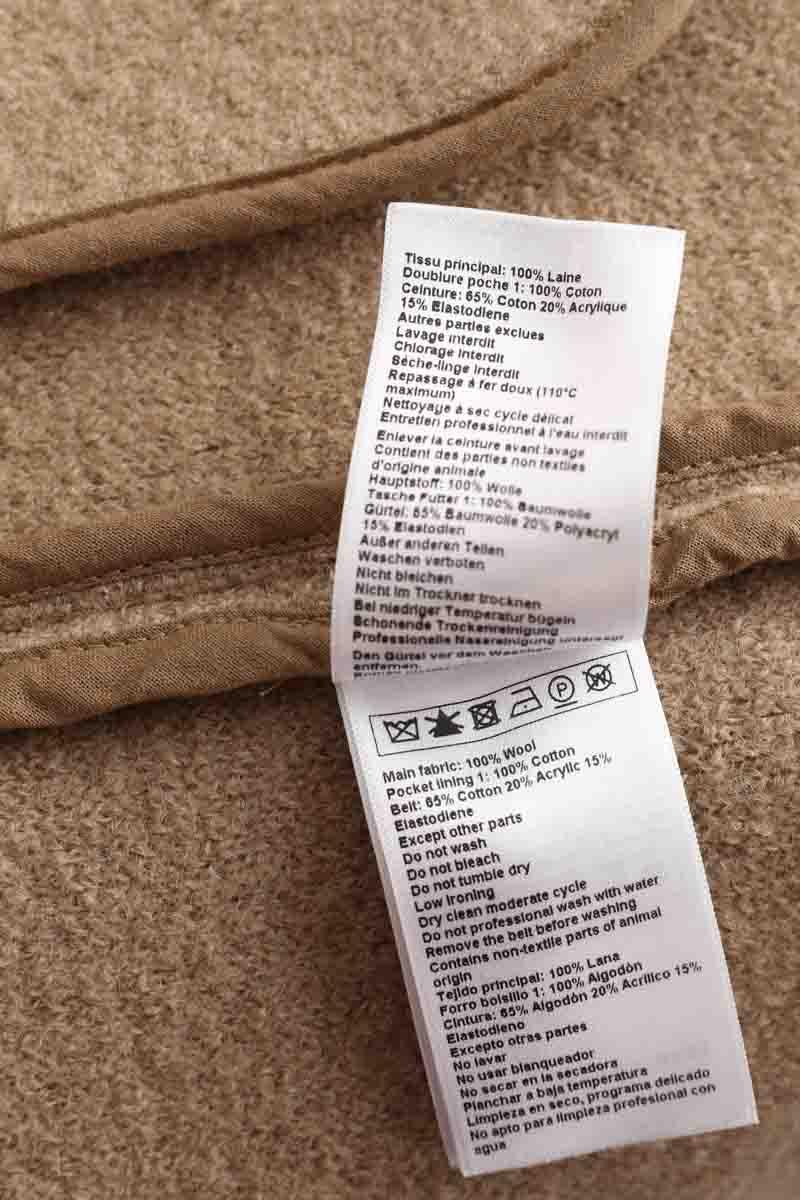 Tissu principal: 100% Laine
Doublure poche 1: 100% Coton
Ceinture: 65% Coton 20% Acrylique
15% Elastodiene
Autres parties exclues
Lavage interdit
Chlorage interdit
Sèche-linge interdit
Repassage à fer doux (110°C
maximum)
Nettoyage à sec cycle délicat
Entretien professionnel à l'eau interdit
Enlever la ceinture avant lavage
Contient des parties non textiles
d'origine animale
Hauptstoff: 100% Wolle
Tasche Futter 1: 100% Baumwolle
Gürtel: 65% Baumwolle 20% Polyacryl
15% Elastodien
Außer anderen Teilen
Waschen verboten
Nicht bleichen
Nicht im Trockner trocknen
Bei niedriger Temperatur bügeln
Schonende Trockenreinigung
Professionelle Nassreinigung untersagt
Den Gürtel vor dem Waschen
entfernen.
P
W
Main fabric: 100% Wool
Pocket lining 1: 100% Cotton
Belt: 65% Cotton 20% Acrylic 15%
Elastodiene
Except other parts
Do not wash
Do not bleach
Do not tumble dry
Low ironing
Dry clean moderate cycle
Do not professional wash with water
Remove the belt before washing
Contains non-textile parts of animal
origin
Tejido principal: 100% Lana
Forro bolsillo 1: 100% Algodòn
Cintura: 65% Algodòn 20% Acrilico 15%
Elastodieno
Excepto otras partes
No lavar
No usar blanqueador
No secar en la secadora
Planchar a baja temperatura
Limpieza en seco, programa delicado
No apto para limpieza profesional con
agua